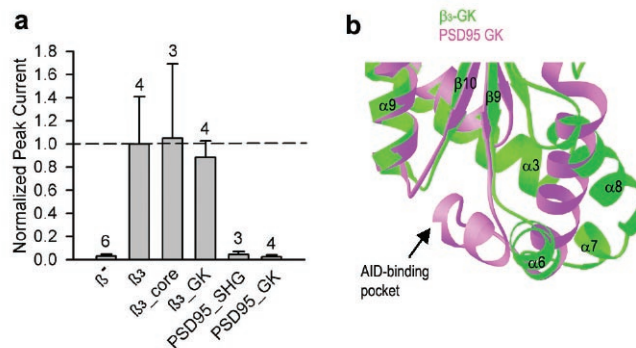 a
Normalized Peak Current
1.8
1.6
1.4
1.2
1.0
0.8
0.6
0.4
0.2
0.0
6
4
3
4
3
4
β⁻
β₃
β₃_core
β₃_GK
PSD95_SHG
PSD95_GK
b
β₃-GK
PSD95 GK
α9
β10
β9
α3
α8
α7
α6
AID-binding
pocket